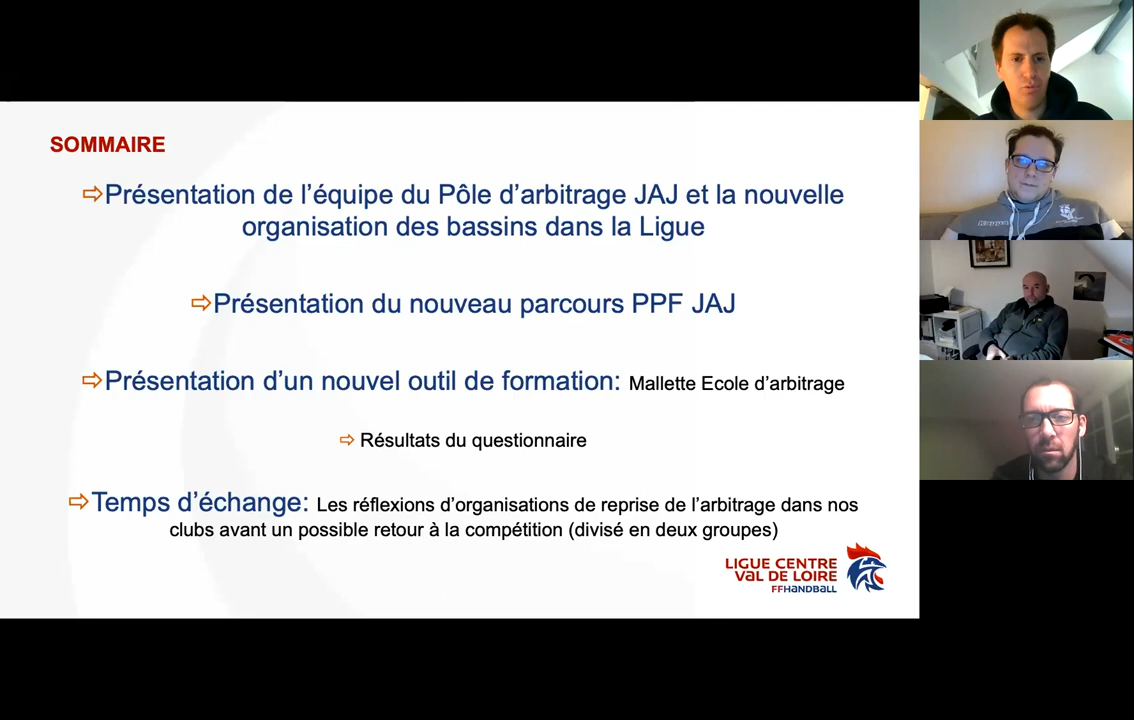 SOMMAIRE
⇨Présentation de l'équipe du Pôle d'arbitrage JAJ et la nouvelle
organisation des bassins dans la Ligue
⇨Présentation du nouveau parcours PPF JAJ
⇨Présentation d'un nouvel outil de formation: Mallette Ecole d'arbitrage
⇨ Résultats du questionnaire
⇨Temps d'échange: Les réflexions d'organisations de reprise de l'arbitrage dans nos
clubs avant un possible retour à la compétition (divisé en deux groupes)
LIGUE CENTRE
VAL DE LOIRE
FFHANDBALL
Kappa